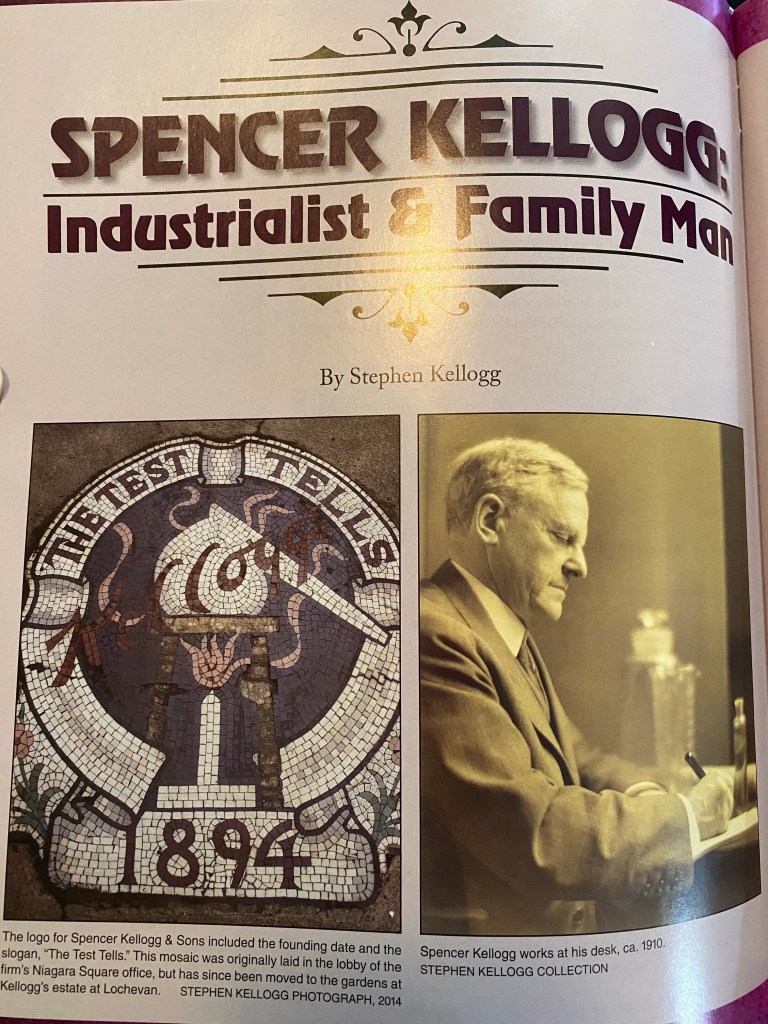 SPENCER KELLOGG:
Industrialist & Family Man
By Stephen Kellogg
THE TEST TELLS
Kellogg's
1894
The logo for Spencer Kellogg & Sons included the founding date and the
slogan, “The Test Tells.” This mosaic was originally laid in the lobby of the
firm's Niagara Square office, but has since been moved to the gardens at
Kellogg's estate at Lochevan. STEPHEN KELLOGG PHOTOGRAPH, 2014
Spencer Kellogg works at his desk, ca. 1910.
STEPHEN KELLOGG COLLECTION